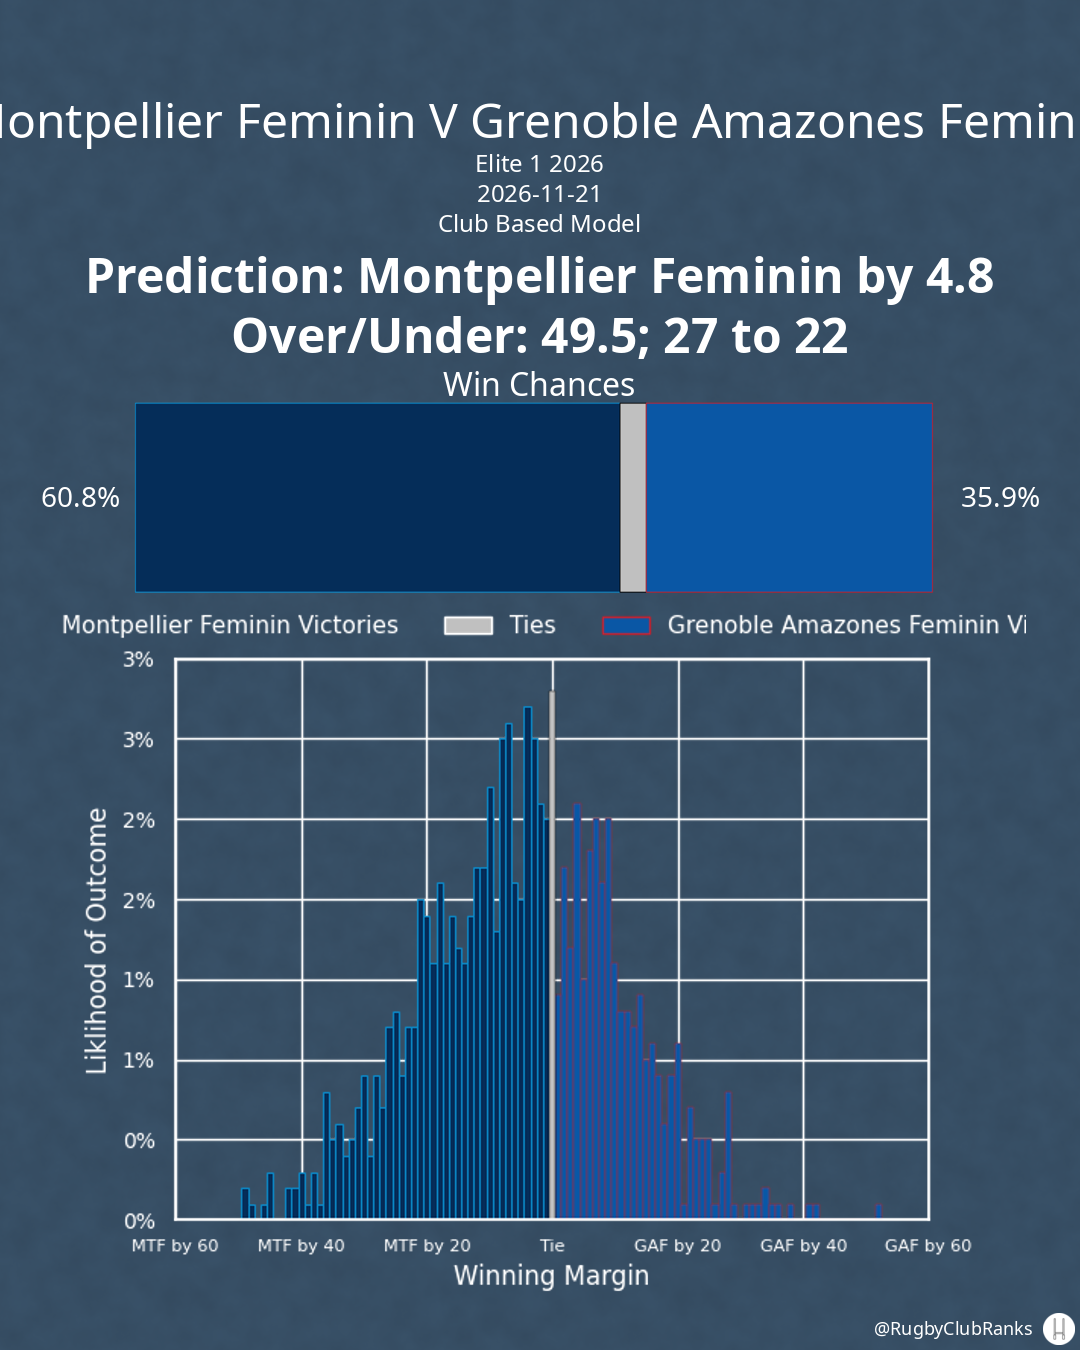 ontpellier Feminin V Grenoble Amazones Femin
Elite 1 2026
2026-11-21
Club Based Model
Prediction: Montpellier Feminin by 4.8
Over/Under: 49.5; 27 to 22
Win Chances
60.8%
35.9%
Montpellier Feminin Victories
Ties
Grenoble Amazones Feminin Vi
3%
3%
2%
2%
1%
1%
0%
0%
Liklihood of Outcome
MTF by 60
MTF by 40
MTF by 20
Tie
GAF by 20
GAF by 40
GAF by 60
Winning Margin
@RugbyClubRanks